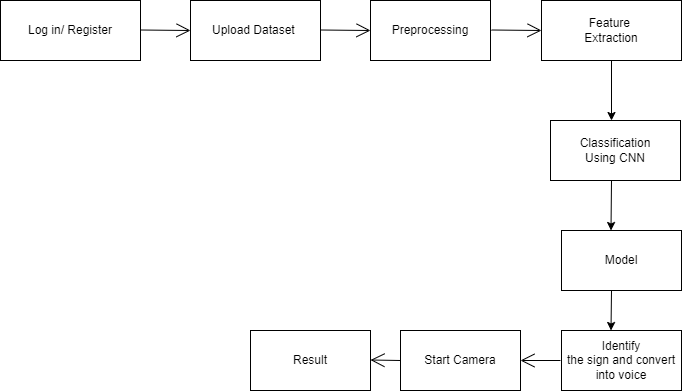 Log in/ Register
Upload Dataset
Preprocessing
Feature
Extraction
Classification
Using CNN
Model
Identify
the sign and convert
into voice
Start Camera
Result